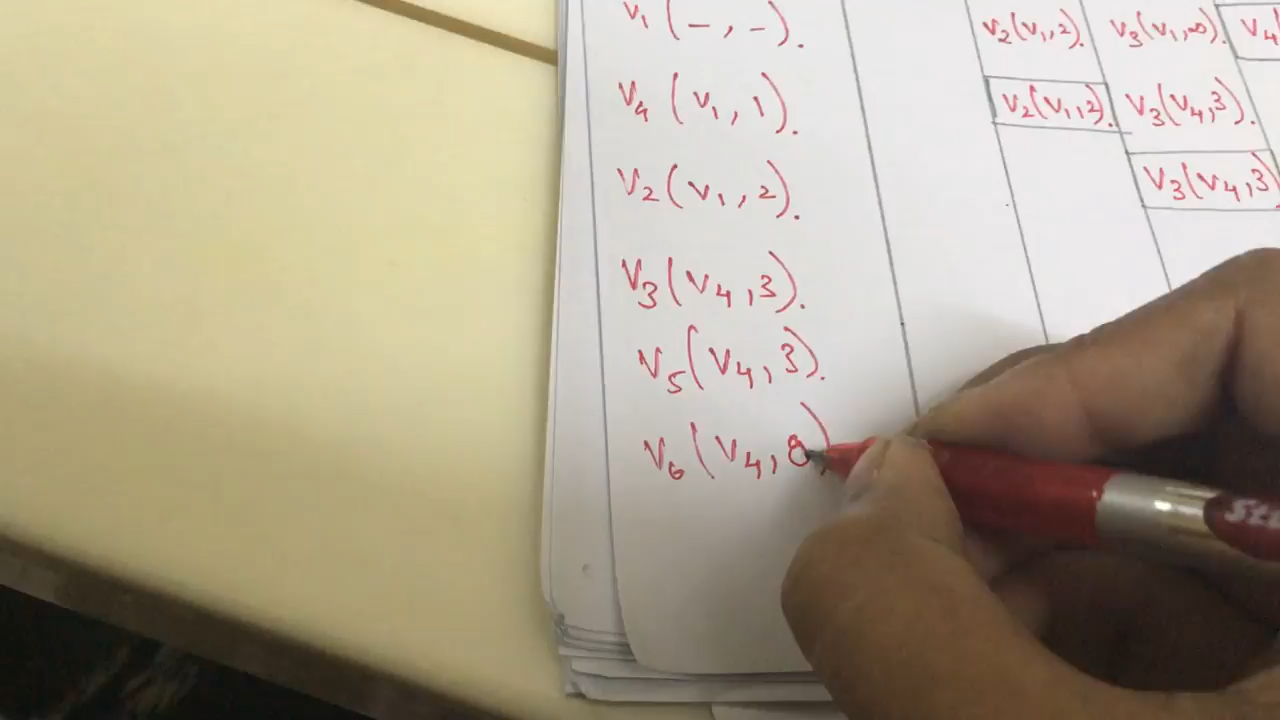 V1 (-, -). V2(V1,2). V3(V1,∞). V4
V4 (V1, 1). V2(V1,2). V3(V4,3).
V2(V1,2). V3(V4,3)
V3(V4,3).
V5(V4,3).
V6(V4,8)